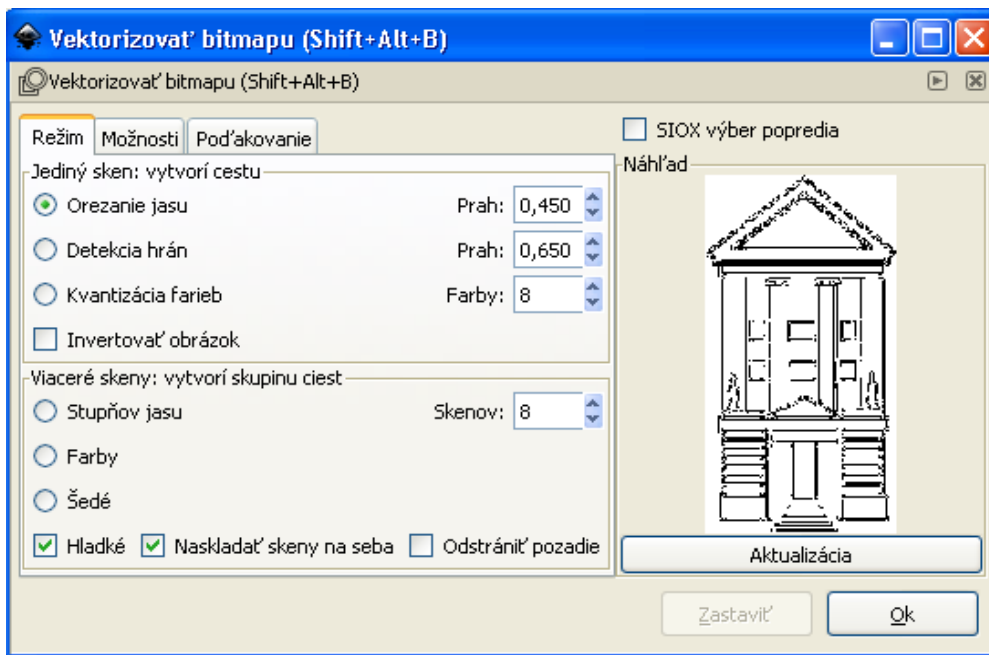 Vektorizovať bitmapu (Shift+Alt+B)
Vektorizovať bitmapu (Shift+Alt+B)
Režim Možnosti Poďakovanie
Jediný sken: vytvorí cestu
Orezanie jasu Prah: 0,450
Detekcia hrán Prah: 0,650
Kvantizácia farieb Farby: 8
Invertovať obrázok
Viaceré skeny: vytvorí skupinu ciest
Stupňov jasu Skenov: 8
Farby
Šedé
Hladké Naskladať skeny na seba Odstrániť pozadie
SIOX výber popredia
Náhľad
Aktualizácia
Zastaviť Ok